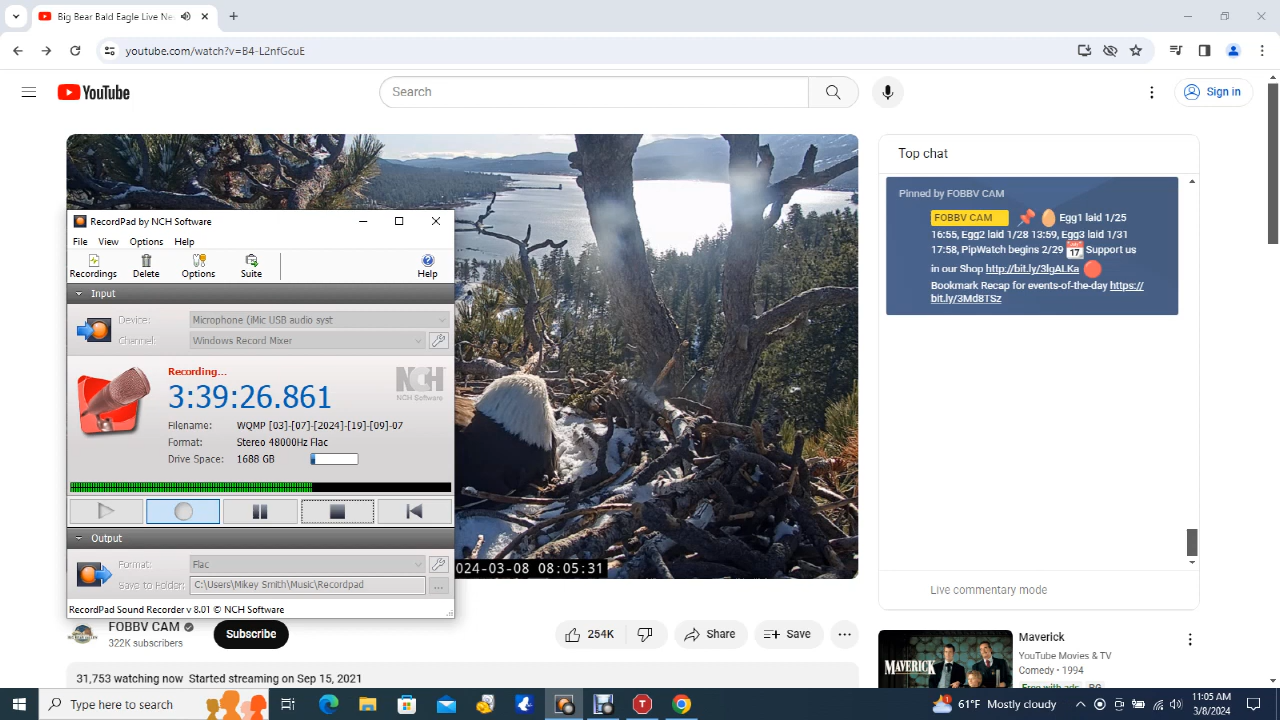 Big Bear Bald Eagle Live Ne
youtube.com/watch?v=B4-L2nfGcuE
YouTube
Search
Sign in
Top chat
Pinned by FOBBV CAM
FOBBV CAM 📌 🥚 Egg1 laid 1/25
16:55, Egg2 laid 1/28 13:59, Egg3 laid 1/31
17:58, PipWatch begins 2/29 📅 Support us
in our Shop http://bit.ly/3lgALKa 🔴
Bookmark Recap for events-of-the-day https://
bit.ly/3Md8TSz
Live commentary mode
RecordPad by NCH Software
File View Options Help
Recordings Delete Options Suite Help
Input
Device: Microphone (iMic USB audio syst
Channel: Windows Record Mixer
Recording...
3:39:26.861
NCH
NCH Software
Filename: WQMP [03]-[07]-[2024]-[19]-[09]-07
Format: Stereo 48000Hz Flac
Drive Space: 1688 GB
Output
Format: Flac
Save to Folder: C:\Users\Mikey Smith\Music\Recordpad
...
RecordPad Sound Recorder v 8.01 © NCH Software
024-03-08 08:05:31
FOBBV CAM
322K subscribers
Subscribe
254K
Share
Save
31,753 watching now Started streaming on Sep 15, 2021
MAVERICK
Maverick
YouTube Movies & TV
Comedy • 1994
Free with ads PG
Type here to search
61°F Mostly cloudy
11:05 AM
3/8/2024